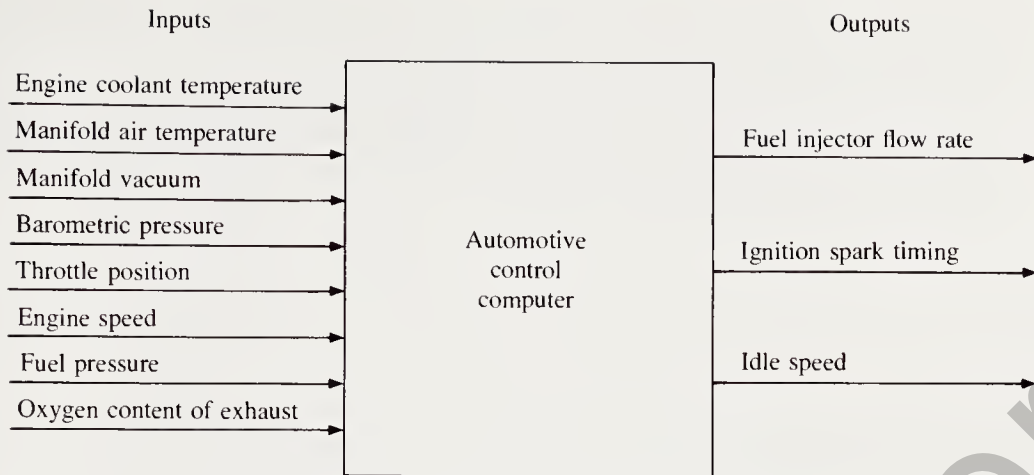 Inputs
Outputs
Engine coolant temperature
Manifold air temperature
Manifold vacuum
Barometric pressure
Throttle position
Engine speed
Fuel pressure
Oxygen content of exhaust
Automotive
control
computer
Fuel injector flow rate
Ignition spark timing
Idle speed